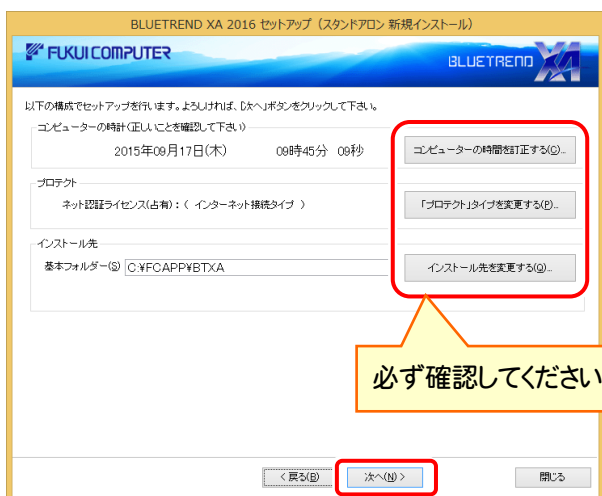 BLUETREND XA 2016 セットアップ（スタンドアロン 新規インストール）
FUKUI COMPUTER
BLUETREND XA
以下の構成でセットアップを行います。よろしければ、[次へ]ボタンをクリックして下さい。
コンピューターの時計(正しいことを確認して下さい)
2015年09月17日(木) 09時45分 09秒
コンピューターの時間を訂正する(C)...
プロテクト
ネット認証ライセンス(占有)：( インターネット接続タイプ )
「プロテクト」タイプを変更する(P)...
インストール先
基本フォルダー(S) C:¥FCAPP¥BTXA
インストール先を変更する(O)...
必ず確認してください
< 戻る(B)
次へ(N) >
閉じる